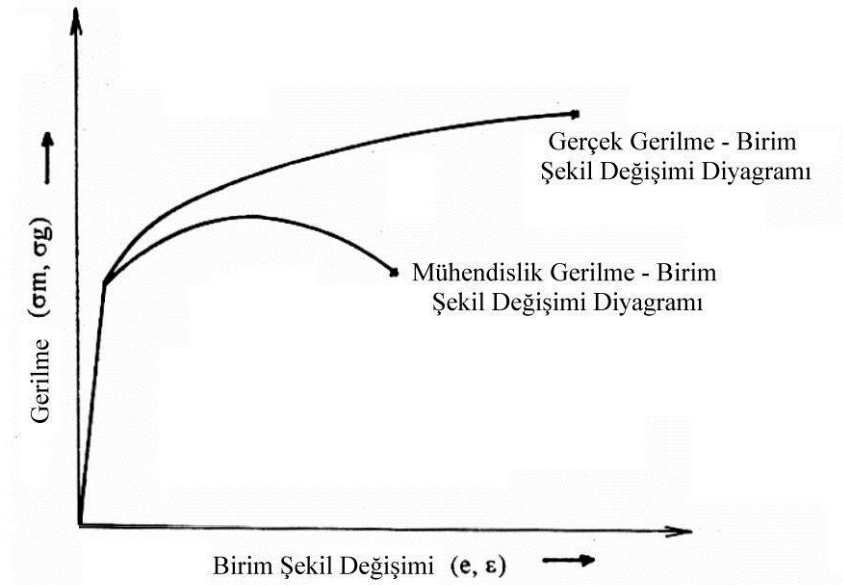 Gerçek Gerilme - Birim
Şekil Değişimi Diyagramı
Mühendislik Gerilme - Birim
Şekil Değişimi Diyagramı
Gerilme (σm, σg)
Birim Şekil Değişimi (e, ε)